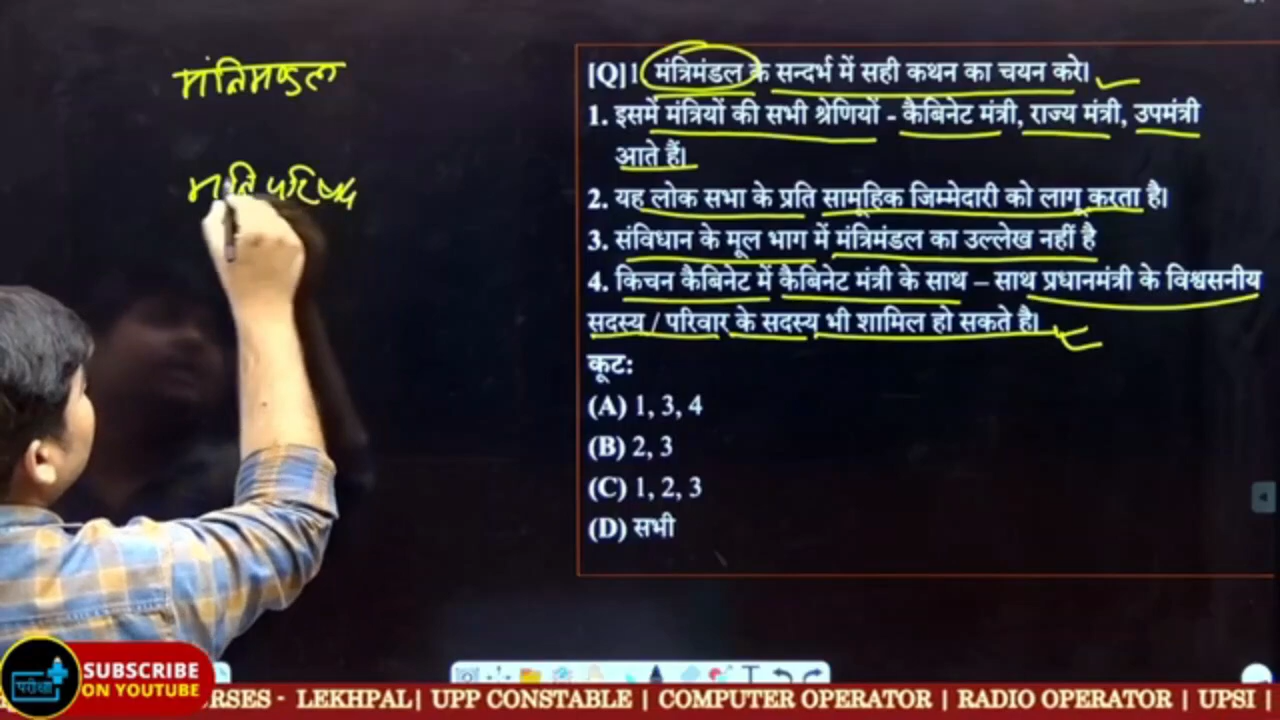 मंत्रिमण्डल
[Q]1 मंत्रिमंडल के सन्दर्भ में सही कथन का चयन करे।
1. इसमें मंत्रियों की सभी श्रेणियों - कैबिनेट मंत्री, राज्य मंत्री, उपमंत्री
आते हैं।
मंत्रिपरिषद
2. यह लोक सभा के प्रति सामूहिक जिम्मेदारी को लागू करता है।
3. संविधान के मूल भाग में मंत्रिमंडल का उल्लेख नहीं है
4. किचन कैबिनेट में कैबिनेट मंत्री के साथ – साथ प्रधानमंत्री के विश्वसनीय
सदस्य / परिवार के सदस्य भी शामिल हो सकते है।
कूट:
(A) 1, 3, 4
(B) 2, 3
(C) 1, 2, 3
(D) सभी
परीक्षा
SUBSCRIBE
ON YOUTUBE
RSES - LEKHPAL| UPP CONSTABLE | COMPUTER OPERATOR | RADIO OPERATOR | UPSI |